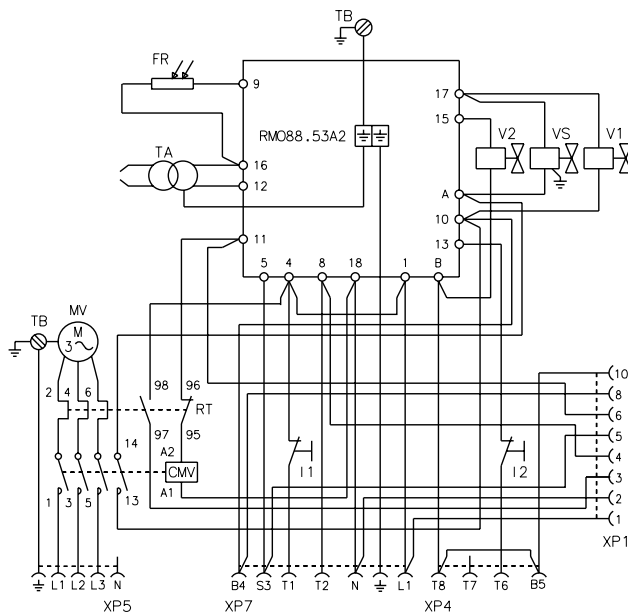 TB
FR
9
17
15
V2
VS
V1
RMO88.53A2
TA
16
12
A
10
11
13
5
4
8
18
1
B
TB
MV
M
3
2
4
6
98
96
RT
97
95
14
A2
CMV
A1
1
3
5
13
I1
I2
10
8
6
5
4
3
2
1
XP1
L1
L2
L3
N
B4
S3
T1
T2
N
L1
T8
T7
T6
B5
XP5
XP7
XP4